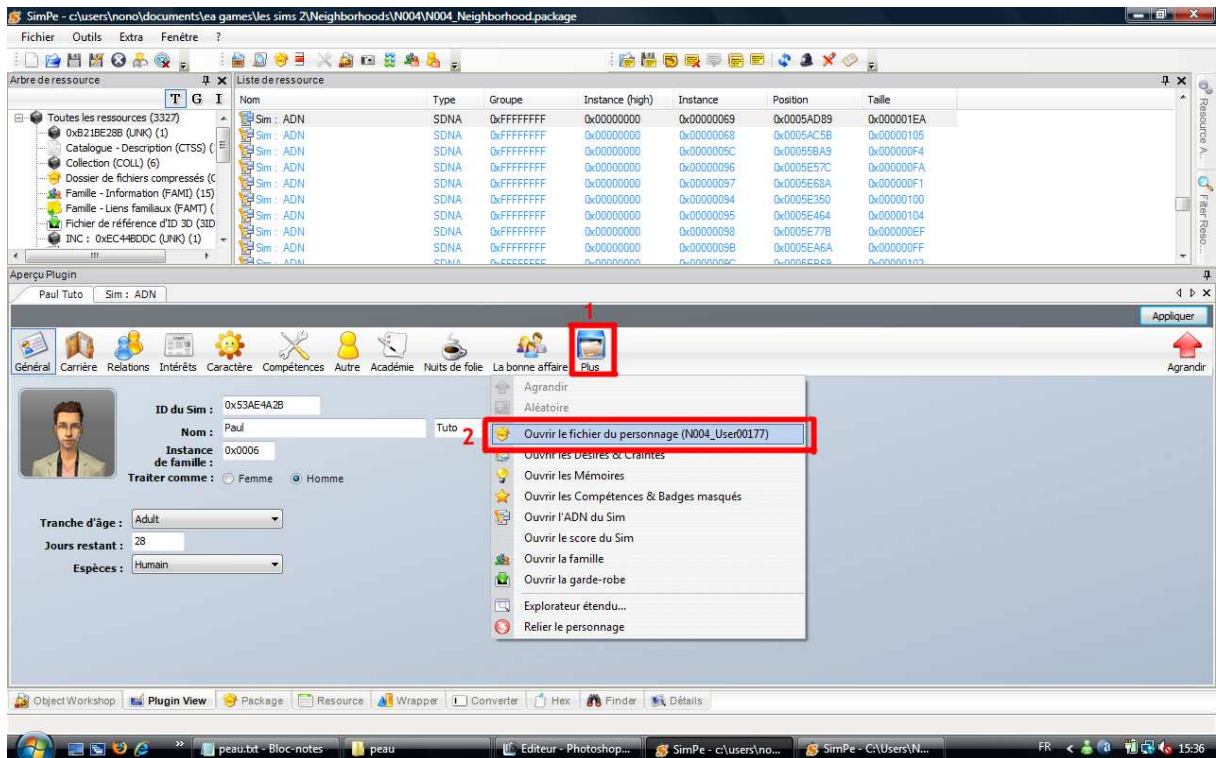 SimPe - c:\users\nono\documents\ea games\les sims 2\Neighborhoods\N004\N004_Neighborhood.package
Fichier Outils Extra Fenêtre ?
Arbre de ressource
Liste de ressource
T G I
Nom Type Groupe Instance (high) Instance Position Taille
Toutes les ressources (3327)
0xB21BE28B (UNK) (1)
Catalogue - Description (CTSS) (
Collection (COLL) (6)
Dossier de fichiers compressés (C
Famille - Information (FAMI) (15)
Famille - Liens familiaux (FAMT) (
Fichier de référence d'ID 3D (3ID
INC : 0xEC44BDDC (UNK) (1)
Sim : ADN SDNA 0xFFFFFFFF 0x00000000 0x00000069 0x0005AD89 0x000001EA
Sim : ADN SDNA 0xFFFFFFFF 0x00000000 0x00000068 0x0005AC5B 0x00000105
Sim : ADN SDNA 0xFFFFFFFF 0x00000000 0x0000005C 0x00055BA9 0x000000F4
Sim : ADN SDNA 0xFFFFFFFF 0x00000000 0x00000096 0x0005E57C 0x000000FA
Sim : ADN SDNA 0xFFFFFFFF 0x00000000 0x00000097 0x0005E68A 0x000000F1
Sim : ADN SDNA 0xFFFFFFFF 0x00000000 0x00000094 0x0005E350 0x00000100
Sim : ADN SDNA 0xFFFFFFFF 0x00000000 0x00000095 0x0005E464 0x00000104
Sim : ADN SDNA 0xFFFFFFFF 0x00000000 0x00000098 0x0005E77B 0x000000EF
Sim : ADN SDNA 0xFFFFFFFF 0x00000000 0x0000009B 0x0005EA6A 0x000000FF
Resource A..
Filter Reso..
Aperçu Plugin
Paul Tuto Sim : ADN
1
Appliquer
Général Carrière Relations Intérêts Caractère Compétences Autre Académie Nuits de folie La bonne affaire Plus Agrandir
ID du Sim : 0x53AE4A2B
Nom : Paul Tuto
Instance de famille : 0x0006
Traiter comme : Femme Homme
Tranche d'âge : Adult
Jours restant : 28
Espèces : Humain
Agrandir
Aléatoire
2
Ouvrir le fichier du personnage (N004_User00177)
Ouvrir les Désirés & Craintes
Ouvrir les Mémoires
Ouvrir les Compétences & Badges masqués
Ouvrir l'ADN du Sim
Ouvrir le score du Sim
Ouvrir la famille
Ouvrir la garde-robe
Explorateur étendu...
Relier le personnage
Object Workshop Plugin View Package Resource Wrapper Converter Hex Finder Détails
peau.txt - Bloc-notes peau Editeur - Photoshop... SimPe - c:\users\no... SimPe - C:\Users\N... FR 15:36